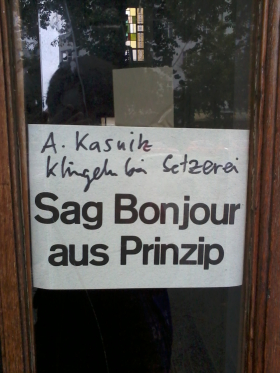 A. Kasnitz
Klingeln bei Setzerei
Sag Bonjour
aus Prinzip